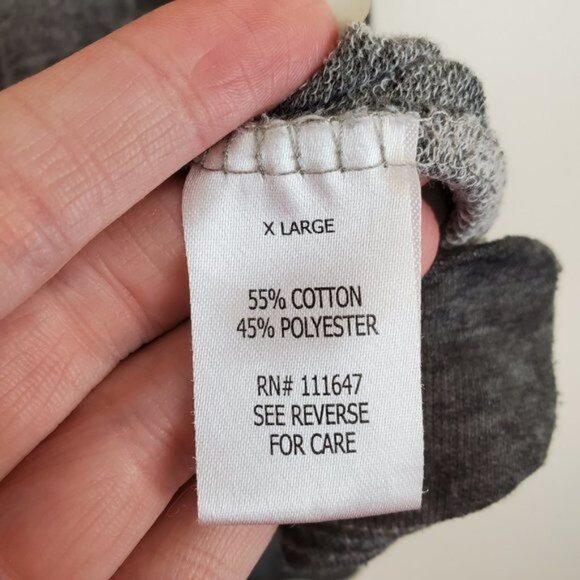 X LARGE
55% COTTON
45% POLYESTER
RN# 111647
SEE REVERSE
FOR CARE